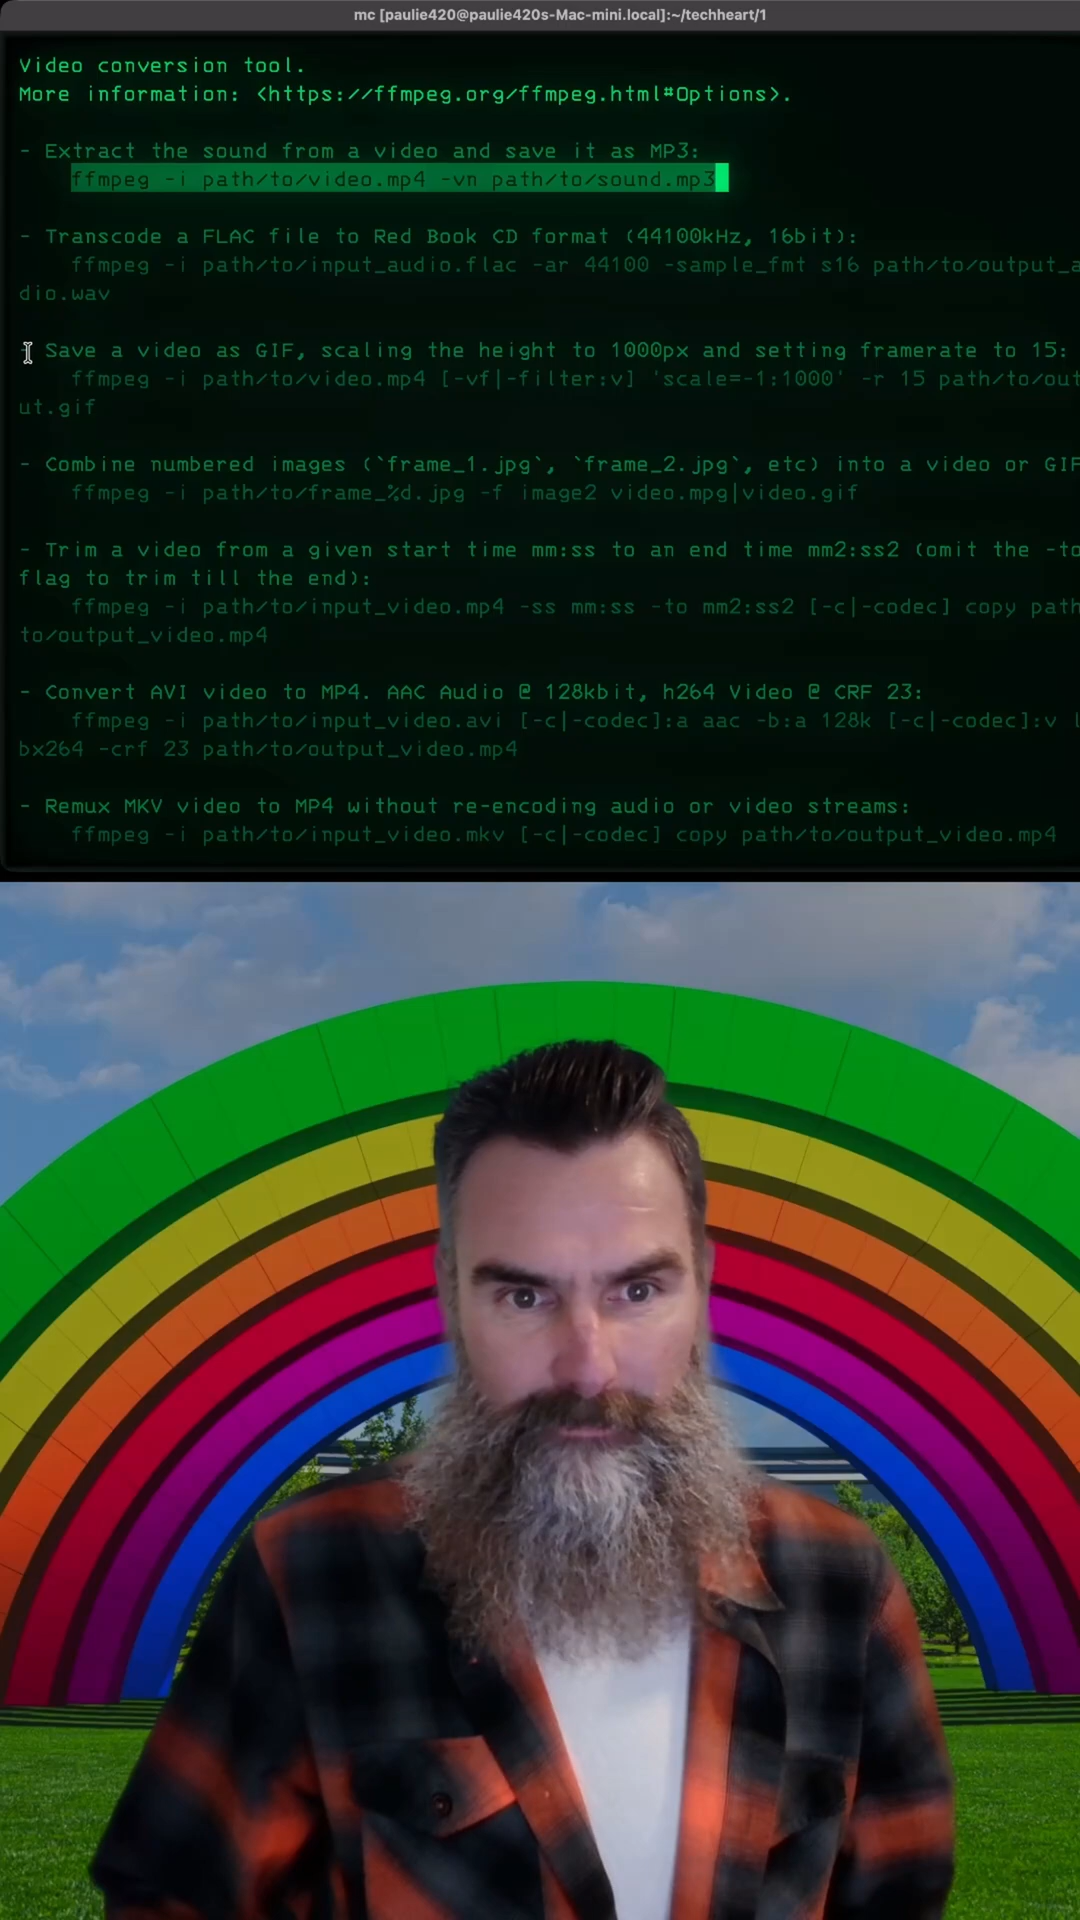 mc [paulie420@paulie420s-Mac-mini.local]:~/techheart/1
Video conversion tool.
More information: <https://ffmpeg.org/ffmpeg.html#Options>.
- Extract the sound from a video and save it as MP3:
ffmpeg -i path/to/video.mp4 -vn path/to/sound.mp3
- Transcode a FLAC file to Red Book CD format (44100kHz, 16bit):
ffmpeg -i path/to/input_audio.flac -ar 44100 -sample_fmt s16 path/to/output_a
dio.wav
Save a video as GIF, scaling the height to 1000px and setting framerate to 15:
ffmpeg -i path/to/video.mp4 [-vf|-filter:v] 'scale=-1:1000' -r 15 path/to/out
ut.gif
- Combine numbered images (`frame_1.jpg`, `frame_2.jpg`, etc) into a video or GIF
ffmpeg -i path/to/frame_%d.jpg -f image2 video.mpg|video.gif
- Trim a video from a given start time mm:ss to an end time mm2:ss2 (omit the -to
flag to trim till the end):
ffmpeg -i path/to/input_video.mp4 -ss mm:ss -to mm2:ss2 [-c|-codec] copy path
to/output_video.mp4
- Convert AVI video to MP4. AAC Audio @ 128kbit, h264 Video @ CRF 23:
ffmpeg -i path/to/input_video.avi [-c|-codec]:a aac -b:a 128k [-c|-codec]:v l
bx264 -crf 23 path/to/output_video.mp4
- Remux MKV video to MP4 without re-encoding audio or video streams:
ffmpeg -i path/to/input_video.mkv [-c|-codec] copy path/to/output_video.mp4